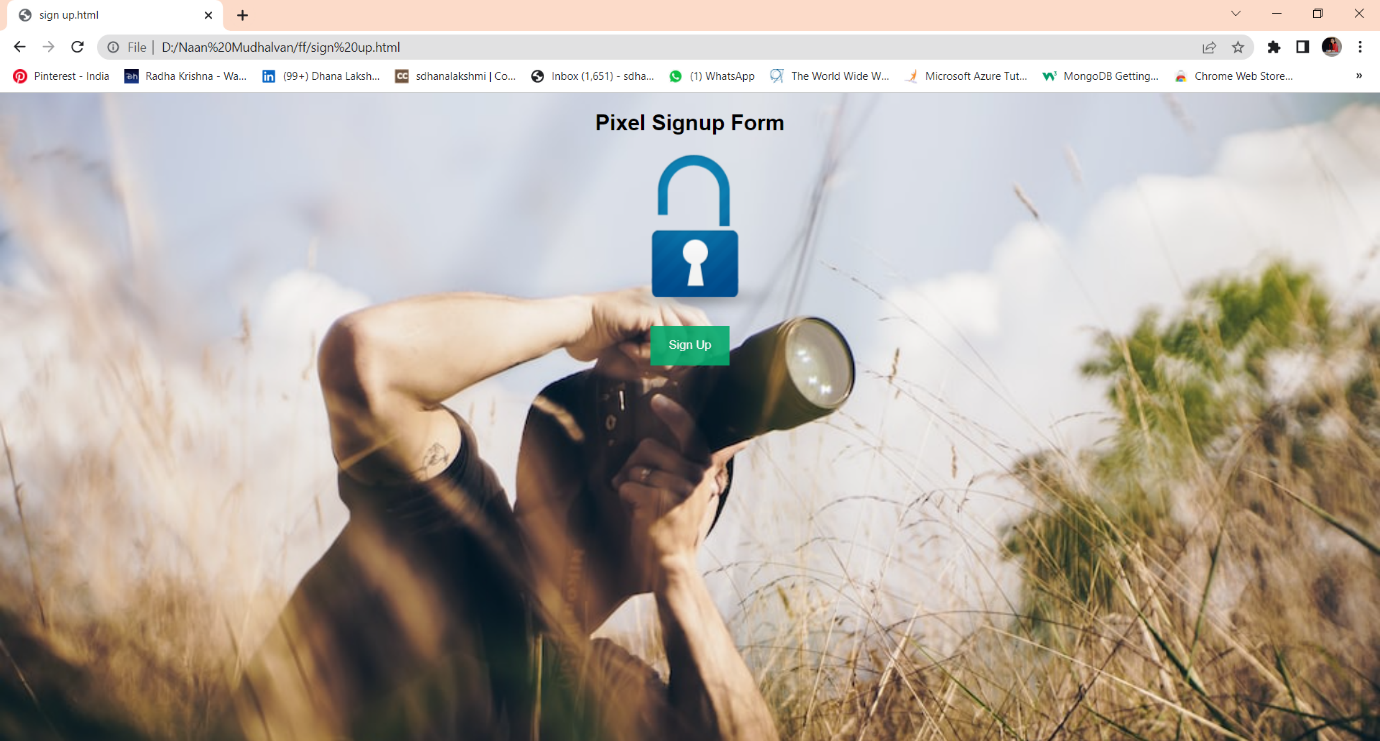 sign up.html
File | D:/Naan%20Mudhalvan/ff/sign%20up.html
Pinterest - India Radha Krishna - Wa... (99+) Dhana Laksh... sdhanalakshmi | Co... Inbox (1,651) - sdha... (1) WhatsApp The World Wide W... Microsoft Azure Tut... MongoDB Getting... Chrome Web Store... »
Pixel Signup Form
Sign Up